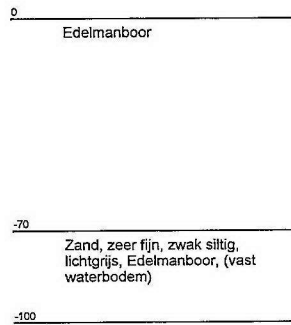 0
Edelmanboor
-70
Zand, zeer fijn, zwak siltig,
lichtgrijs, Edelmanboor, (vast
waterbodem)
-100